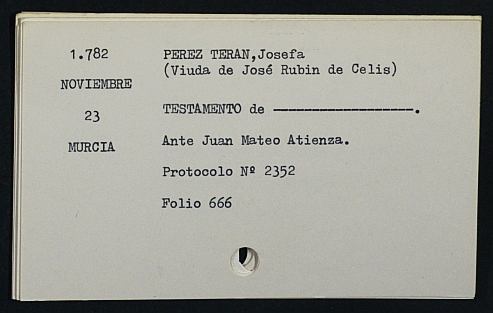 1.782
PEREZ TERAN,Josefa
(Viuda de José Rubin de Celis)
NOVIEMBRE
23
TESTAMENTO de ------------------.
MURCIA
Ante Juan Mateo Atienza.
Protocolo Nº 2352
Folio 666